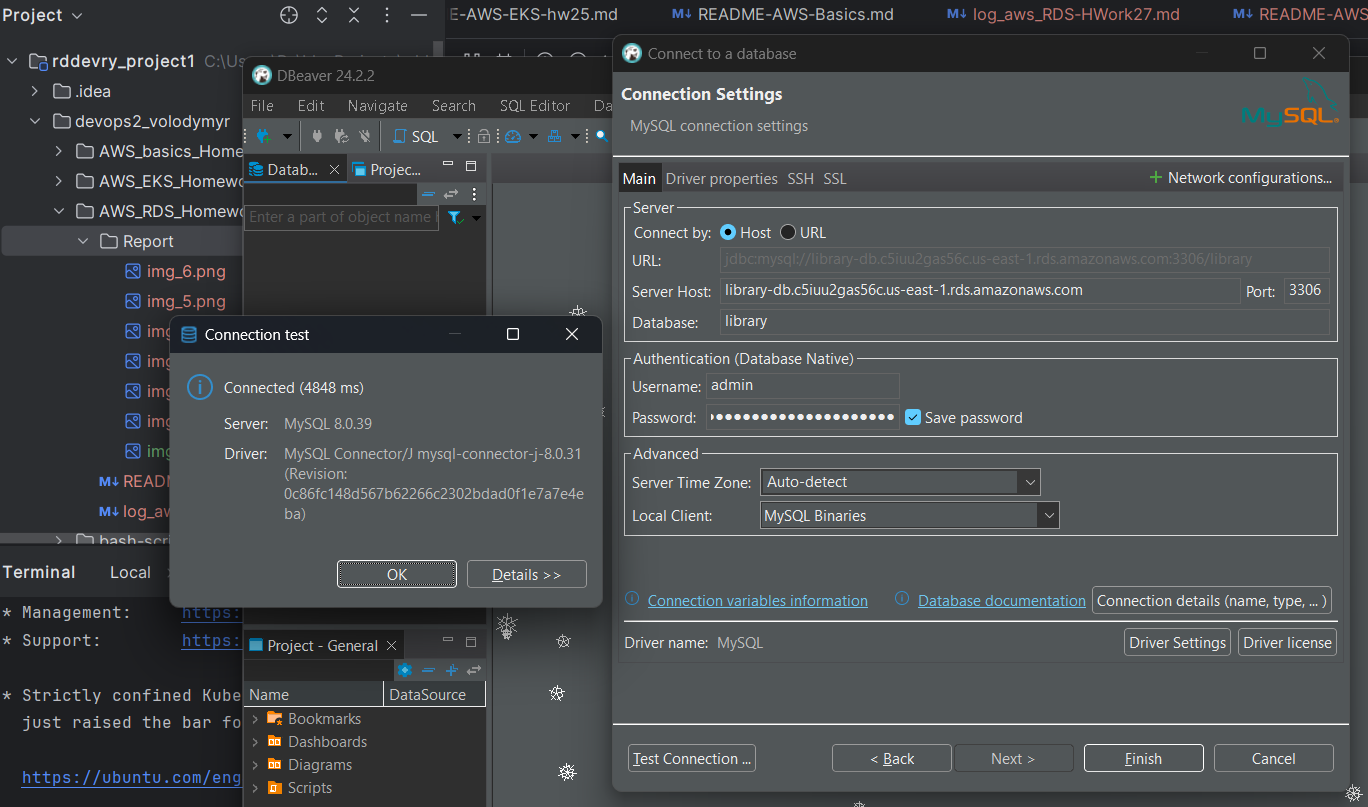 Project
E-AWS-EKS-hw25.md
README-AWS-Basics.md
log_aws_RDS-HWork27.md
README-AWS
rddevry_project1 C:\Us
.idea
devops2_volodymyr
AWS_basics_Home
AWS_EKS_Homewo
AWS_RDS_Homewo
Report
img_6.png
img_5.png
img
img
img
img
img
READM
log_aw
bash-scri
Terminal
Local
* Management: https:
* Support: https:
* Strictly confined Kube
just raised the bar fo
https://ubuntu.com/eng
DBeaver 24.2.2
File Edit Navigate Search SQL Editor Da
SQL
Datab...
Projec...
Enter a part of object name
Connection test
Connected (4848 ms)
Server: MySQL 8.0.39
Driver: MySQL Connector/J mysql-connector-j-8.0.31
(Revision:
0c86fc148d567b62266c2302bdad0f1e7a7e4e
ba)
OK
Details >>
Project - General
Name DataSource
Bookmarks
Dashboards
Diagrams
Scripts
Connect to a database
Connection Settings
MySQL connection settings
MySQL
Main Driver properties SSH SSL
+ Network configurations...
Server
Connect by: Host URL
URL: jdbc:mysql://library-db.c5iuu2gas56c.us-east-1.rds.amazonaws.com:3306/library
Server Host: library-db.c5iuu2gas56c.us-east-1.rds.amazonaws.com Port: 3306
Database: library
Authentication (Database Native)
Username: admin
Password: Save password
Advanced
Server Time Zone: Auto-detect
Local Client: MySQL Binaries
Connection variables information
Database documentation
Connection details (name, type, ... )
Driver name: MySQL
Driver Settings
Driver license
Test Connection ...
< Back
Next >
Finish
Cancel